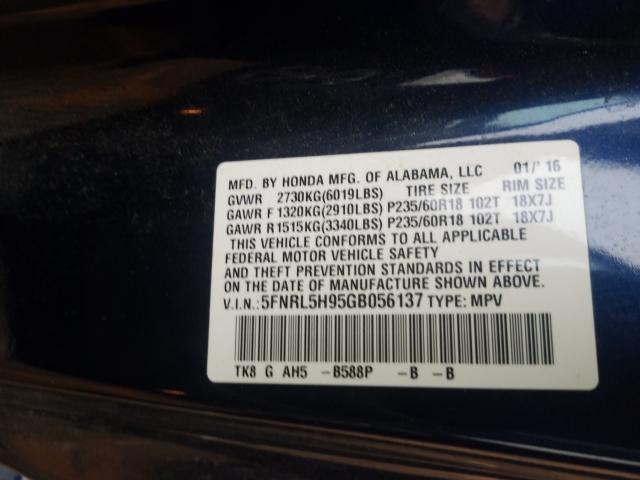 MFD. BY HONDA MFG. OF ALABAMA, LLC 01/'16
GVWR 2730KG(6019LBS) TIRE SIZE RIM SIZE
GAWR F 1320KG(2910LBS) P235/60R18 102T 18X7J
GAWR R1515KG(3340LBS) P235/60R18 102T 18X7J
THIS VEHICLE CONFORMS TO ALL APPLICABLE
FEDERAL MOTOR VEHICLE SAFETY
AND THEFT PREVENTION STANDARDS IN EFFECT
ON THE DATE OF MANUFACTURE SHOWN ABOVE.
V.I.N.:5FNRL5H95GB056137 TYPE: MPV
TK8 G AH5 -B588P -B -B